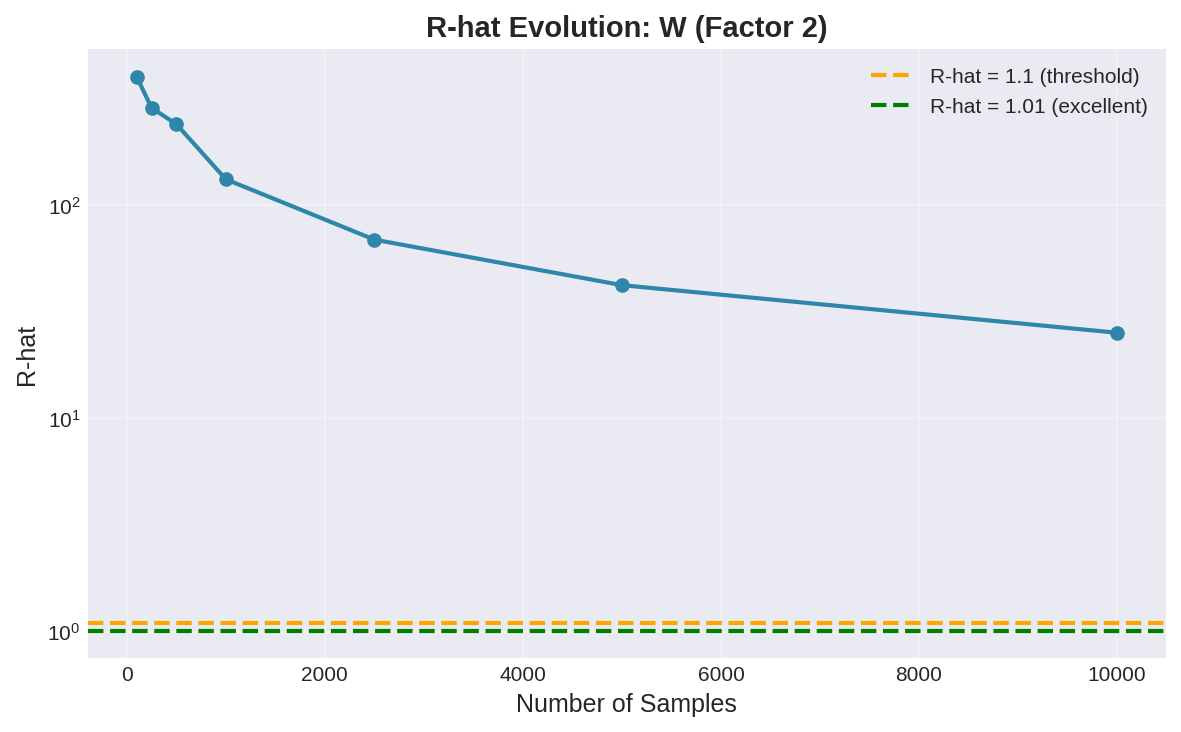 R-hat Evolution: W (Factor 2)
R-hat = 1.1 (threshold)
R-hat = 1.01 (excellent)
10²
10¹
10⁰
R-hat
0 2000 4000 6000 8000 10000
Number of Samples